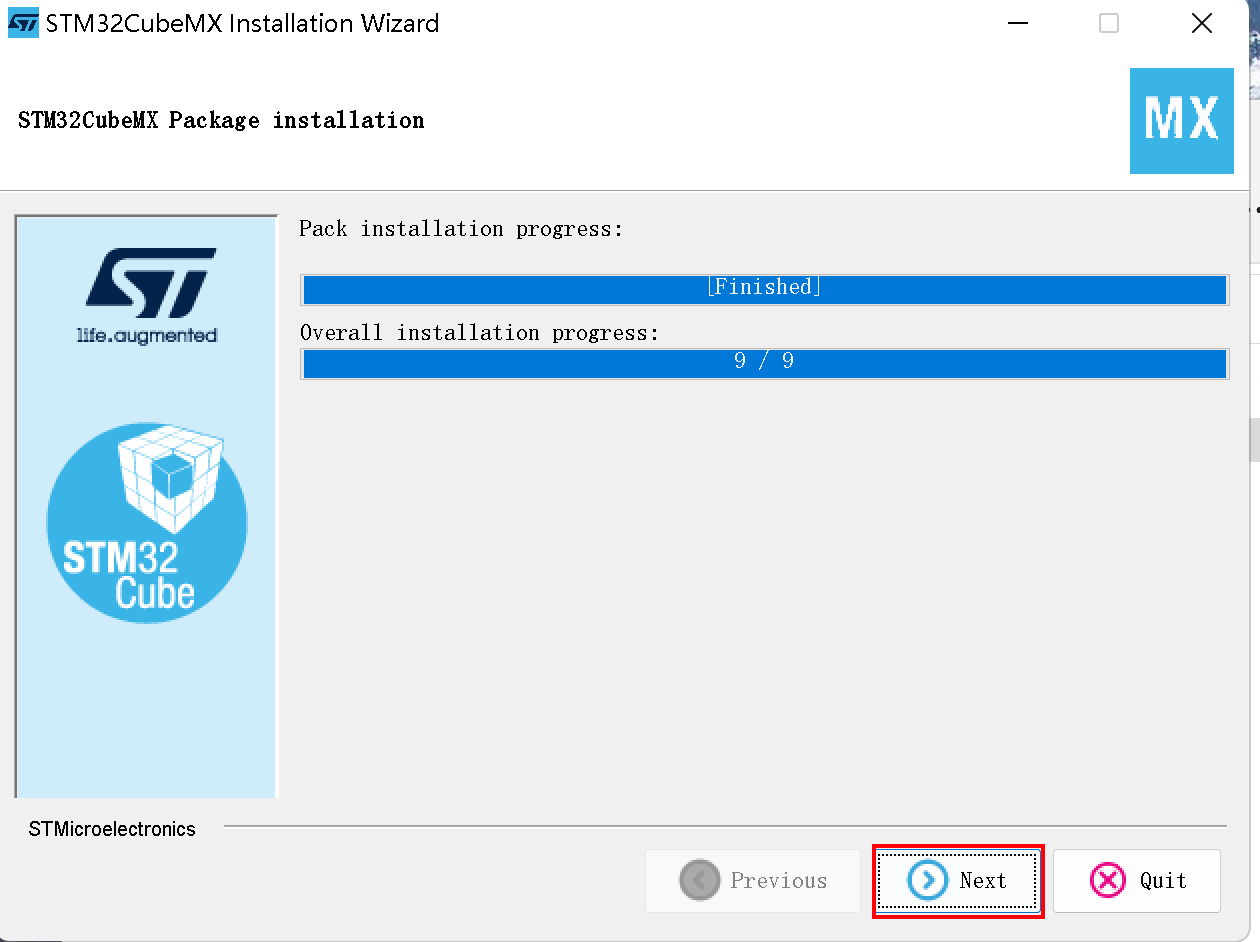 STM32CubeMX Installation Wizard
STM32CubeMX Package installation
MX
ST
life.augmented
STM32
Cube
Pack installation progress:
[Finished]
Overall installation progress:
9 / 9
STMicroelectronics
Previous
Next
Quit